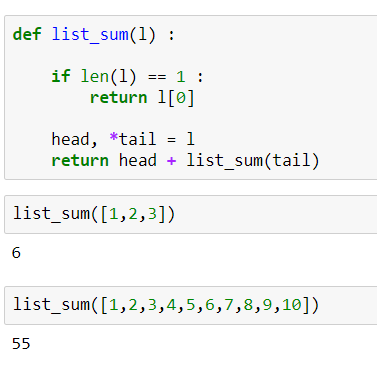 def list_sum(l) :
    if len(l) == 1 :
        return l[0]
    head, *tail = l
    return head + list_sum(tail)
list_sum([1,2,3])
6
list_sum([1,2,3,4,5,6,7,8,9,10])
55